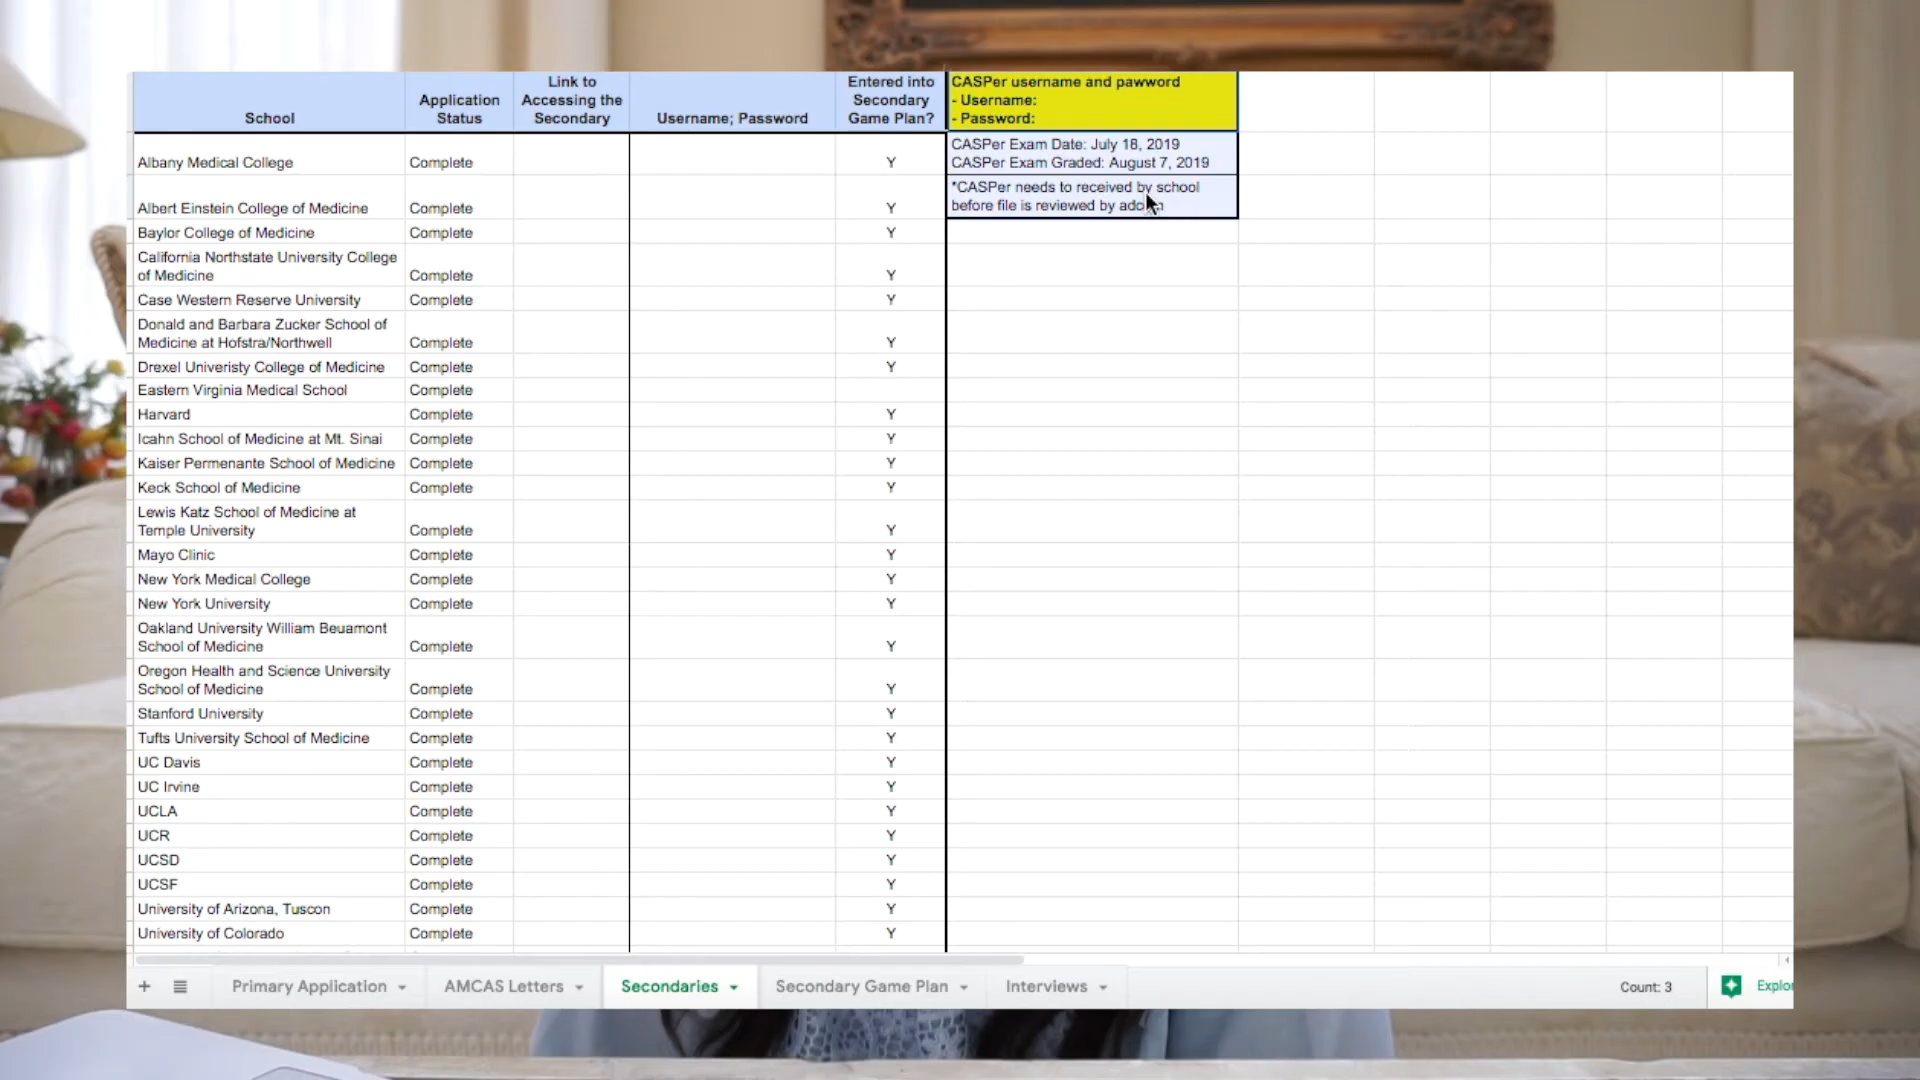 School
Application
Status
Link to
Accessing the
Secondary
Username; Password
Entered into
Secondary
Game Plan?
CASPer username and pawword
- Username:
- Password:
Albany Medical College Complete Y
CASPer Exam Date: July 18, 2019
CASPer Exam Graded: August 7, 2019
Albert Einstein College of Medicine Complete Y
*CASPer needs to received by school
before file is reviewed by
Baylor College of Medicine Complete Y
California Northstate University College
of Medicine Complete Y
Case Western Reserve University Complete Y
Donald and Barbara Zucker School of
Medicine at Hofstra/Northwell Complete Y
Drexel Univeristy College of Medicine Complete Y
Eastern Virginia Medical School Complete
Harvard Complete Y
Icahn School of Medicine at Mt. Sinai Complete Y
Kaiser Permenante School of Medicine Complete Y
Keck School of Medicine Complete Y
Lewis Katz School of Medicine at
Temple University Complete Y
Mayo Clinic Complete Y
New York Medical College Complete Y
New York University Complete Y
Oakland University William Beuamont
School of Medicine Complete Y
Oregon Health and Science University
School of Medicine Complete Y
Stanford University Complete Y
Tufts University School of Medicine Complete Y
UC Davis Complete Y
UC Irvine Complete Y
UCLA Complete Y
UCR Complete Y
UCSD Complete Y
UCSF Complete Y
University of Arizona, Tuscon Complete Y
University of Colorado Complete Y
+ Primary Application AMCAS Letters Secondaries Secondary Game Plan Interviews Count: 3 Explor